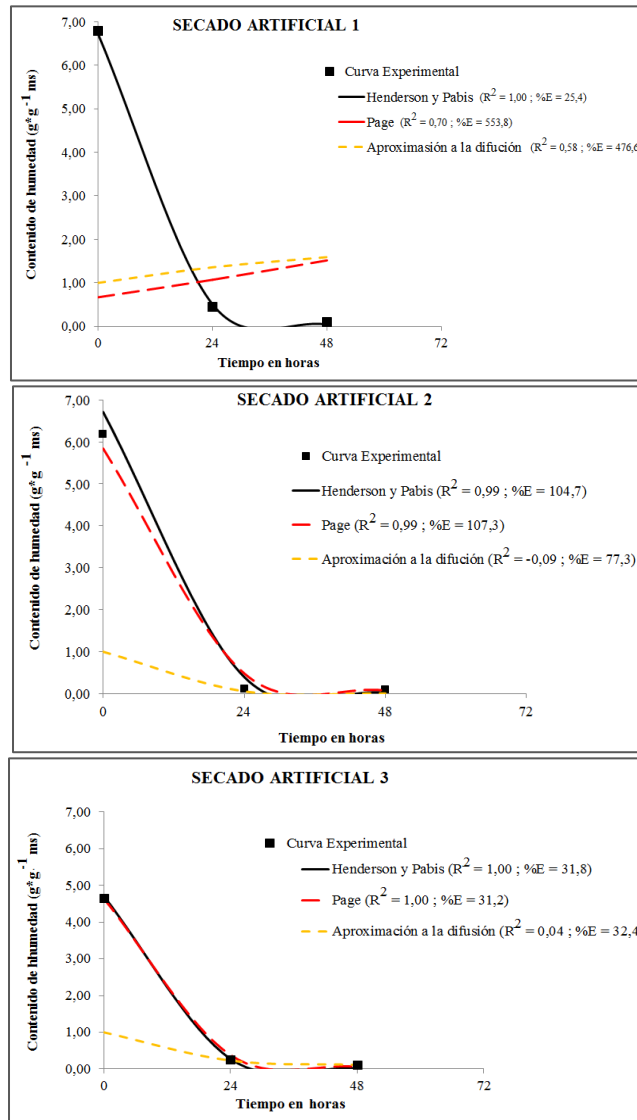 SECADO ARTIFICIAL 1
7,00
6,00
5,00
4,00
3,00
2,00
1,00
0,00
Contenido de humedad (g*g⁻¹ ms)
Curva Experimental
Henderson y Pabis (R² = 1,00 ; %E = 25,4)
Page (R² = 0,70 ; %E = 553,8)
Aproximasión a la difución (R² = 0,58 ; %E = 476,6
0
24
48
72
Tiempo en horas
SECADO ARTIFICIAL 2
7,00
6,00
5,00
4,00
3,00
2,00
1,00
0,00
Contenido de humedad (g*g⁻¹ ms)
Curva Experimental
Henderson y Pabis (R² = 0,99 ; %E = 104,7)
Page (R² = 0,99 ; %E = 107,3)
Aproximación a la difución (R² = -0,09 ; %E = 77,3)
0
24
48
72
Tiempo en horas
SECADO ARTIFICIAL 3
7,00
6,00
5,00
4,00
3,00
2,00
1,00
0,00
Contenido de hhumedad (g*g⁻¹ ms)
Curva Experimental
Henderson y Pabis (R² = 1,00 ; %E = 31,8)
Page (R² = 1,00 ; %E = 31,2)
Aproximación a la difusión (R² = 0,04 ; %E = 32,4
0
24
48
72
Tiempo en horas